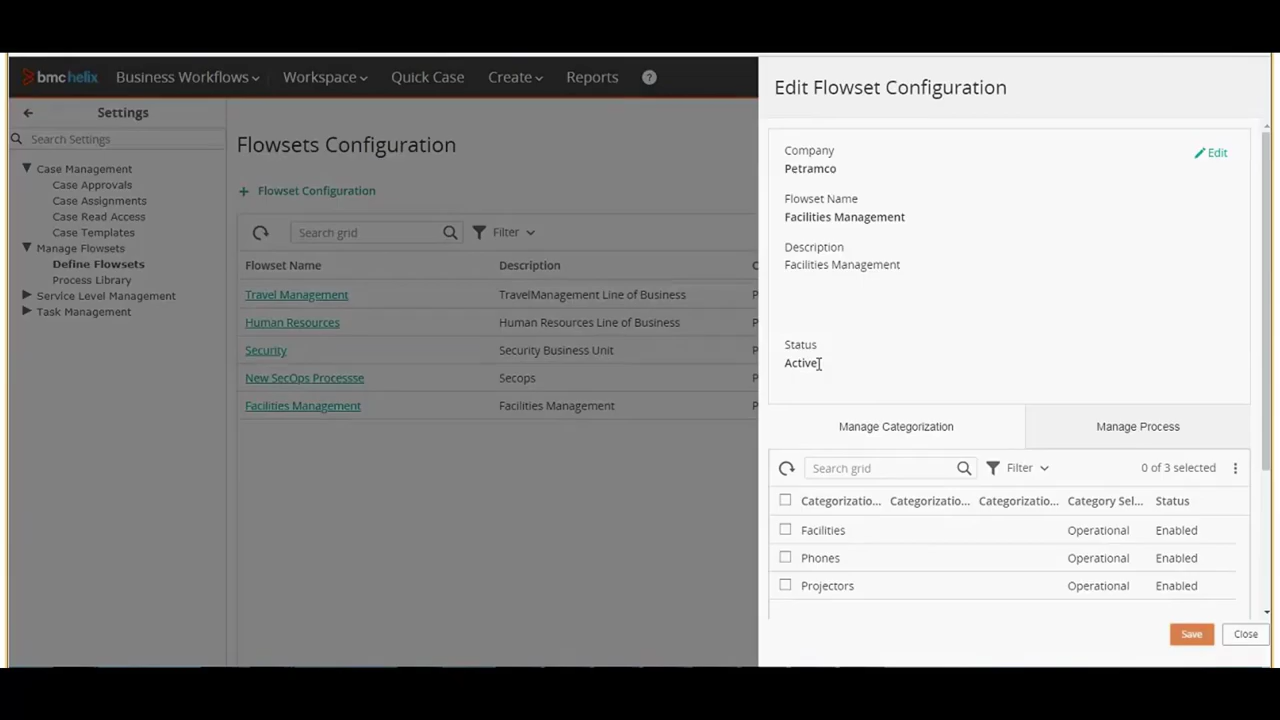 bmchelix Business Workflows Workspace Quick Case Create Reports ?
Settings
Search Settings
Case Management
Case Approvals
Case Assignments
Case Read Access
Case Templates
Manage Flowsets
Define Flowsets
Process Library
Service Level Management
Task Management
Flowsets Configuration
+ Flowset Configuration
Search grid Filter
Flowset Name Description C
Travel Management TravelManagement Line of Business P
Human Resources Human Resources Line of Business P
Security Security Business Unit P
New SecOps Processse Secops P
Facilities Management Facilities Management P
Edit Flowset Configuration
Company
Edit
Petramco
Flowset Name
Facilities Management
Description
Facilities Management
Status
Active
Manage Categorization Manage Process
Search grid Filter 0 of 3 selected
Categorizatio... Categorizatio... Categorizatio... Category Sel... Status
Facilities Operational Enabled
Phones Operational Enabled
Projectors Operational Enabled
Save Close